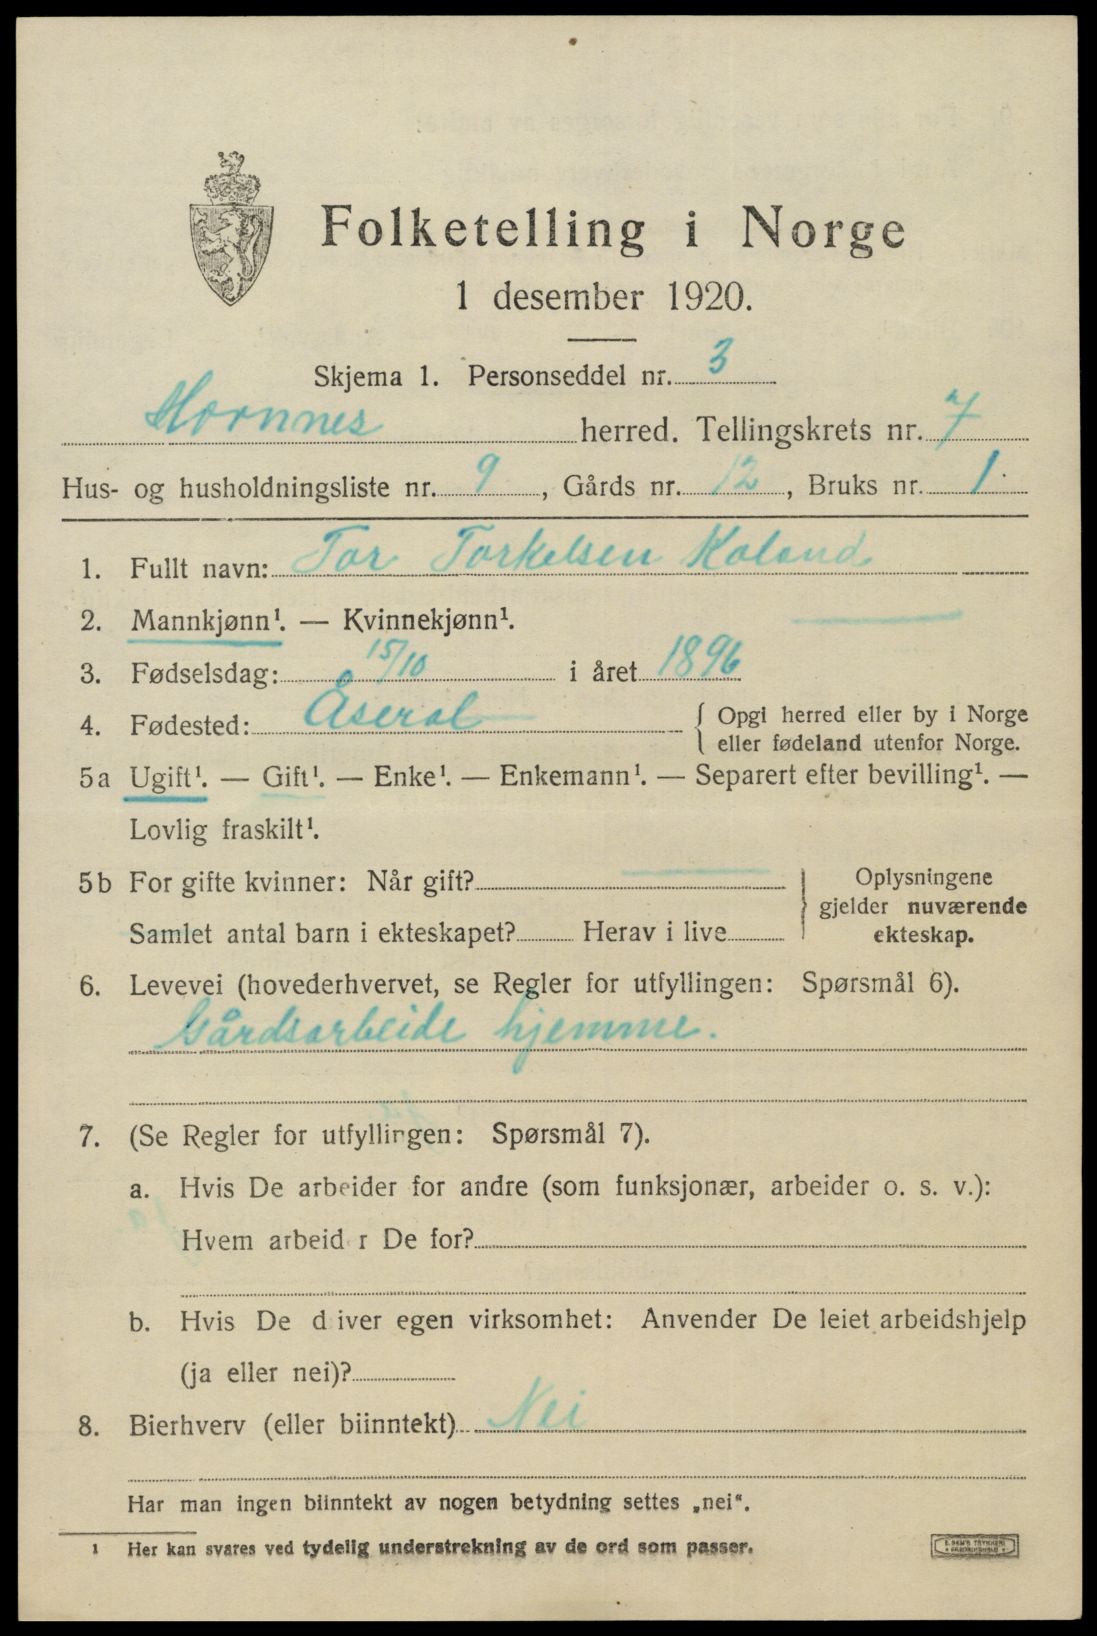 Folketelling i Norge
1 desember 1920.
Skjema 1. Personseddel nr. 3
Hornnes herred. Tellingskrets nr. 7
Hus- og husholdningsliste nr. 9, Gårds nr. 12, Bruks nr. 1
1. Fullt navn: Tor Torkelsen Koland
2. Mannkjønn¹. — Kvinnekjønn¹.
3. Fødselsdag: 15/10 i året 1896
4. Fødested: Åseral { Opgi herred eller by i Norge
eller fødeland utenfor Norge.
5a Ugift¹. — Gift¹. — Enke¹. — Enkemann¹. — Separert efter bevilling¹. —
Lovlig fraskilt¹.
5b For gifte kvinner: Når gift?
Samlet antal barn i ekteskapet? Herav i live
} Oplysningene
gjelder nuværende
ekteskap.
6. Levevei (hovederhvervet, se Regler for utfyllingen: Spørsmål 6).
Gårdsarbeide hjemme.
7. (Se Regler for utfyllingen: Spørsmål 7).
a. Hvis De arbeider for andre (som funksjonær, arbeider o. s. v.):
Hvem arbeid r De for?
b. Hvis De d iver egen virksomhet: Anvender De leiet arbeidshjelp
(ja eller nei)?
8. Bierhverv (eller biinntekt) Nei
Har man ingen biinntekt av nogen betydning settes „nei“.
¹ Her kan svares ved tydelig understrekning av de ord som passer.